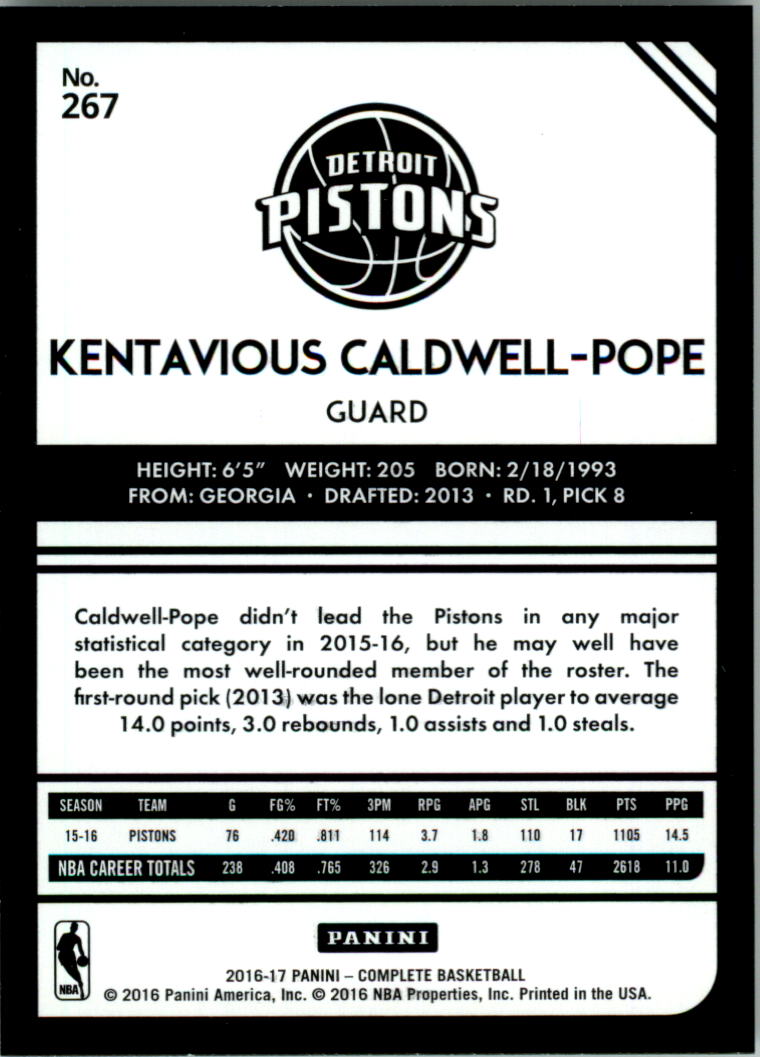 No.
267
DETROIT
PISTONS
KENTAVIOUS CALDWELL-POPE
GUARD
HEIGHT: 6'5" WEIGHT: 205 BORN: 2/18/1993
FROM: GEORGIA · DRAFTED: 2013 · RD. 1, PICK 8
Caldwell-Pope didn't lead the Pistons in any major
statistical category in 2015-16, but he may well have
been the most well-rounded member of the roster. The
first-round pick (2013) was the lone Detroit player to average
14.0 points, 3.0 rebounds, 1.0 assists and 1.0 steals.
SEASON TEAM G FG% FT% 3PM RPG APG STL BLK PTS PPG
15-16 PISTONS 76 .420 .811 114 3.7 1.8 110 17 1105 14.5
NBA CAREER TOTALS 238 .408 .765 326 2.9 1.3 278 47 2618 11.0
PANINI
NBA
2016-17 PANINI – COMPLETE BASKETBALL
© 2016 Panini America, Inc. © 2016 NBA Properties, Inc. Printed in the USA.